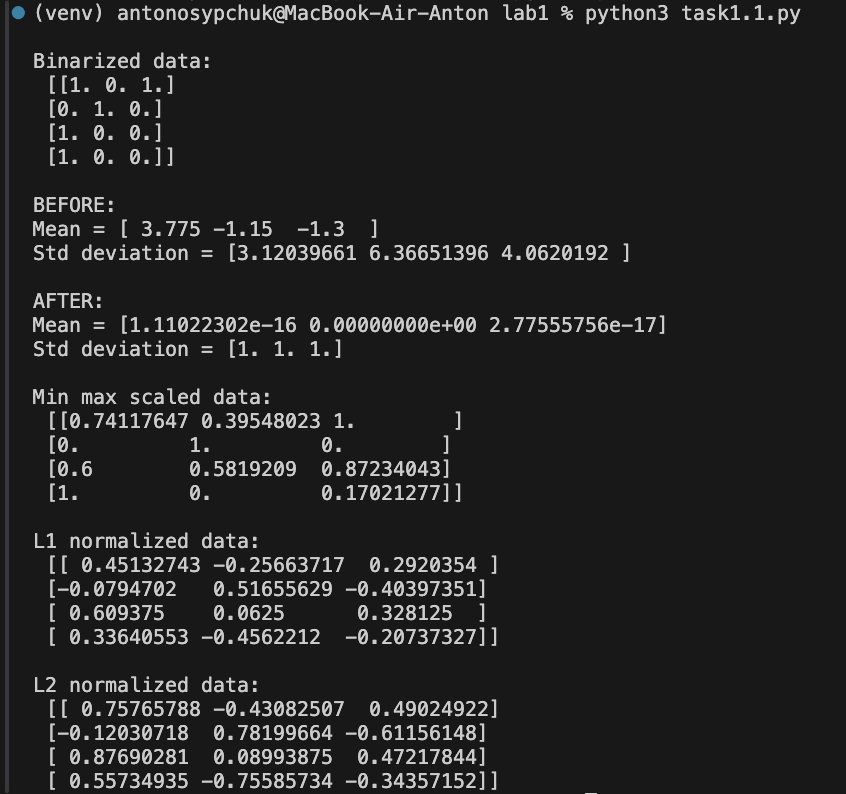 (venv) antonosypchuk@MacBook-Air-Anton lab1 % python3 task1.1.py
Binarized data:
[[1. 0. 1.]
[0. 1. 0.]
[1. 0. 0.]
[1. 0. 0.]]
BEFORE:
Mean = [ 3.775 -1.15  -1.3  ]
Std deviation = [3.12039661 6.36651396 4.0620192 ]
AFTER:
Mean = [1.11022302e-16 0.00000000e+00 2.77555756e-17]
Std deviation = [1. 1. 1.]
Min max scaled data:
[[0.74117647 0.39548023 1.        ]
[0.         1.         0.        ]
[0.6        0.5819209  0.87234043]
[1.         0.         0.17021277]]
L1 normalized data:
[[ 0.45132743 -0.25663717  0.2920354 ]
[-0.0794702   0.51655629 -0.40397351]
[ 0.609375    0.0625      0.328125  ]
[ 0.33640553 -0.4562212  -0.20737327]]
L2 normalized data:
[[ 0.75765788 -0.43082507  0.49024922]
[-0.12030718  0.78199664 -0.61156148]
[ 0.87690281  0.08993875  0.47217844]
[ 0.55734935 -0.75585734 -0.34357152]]